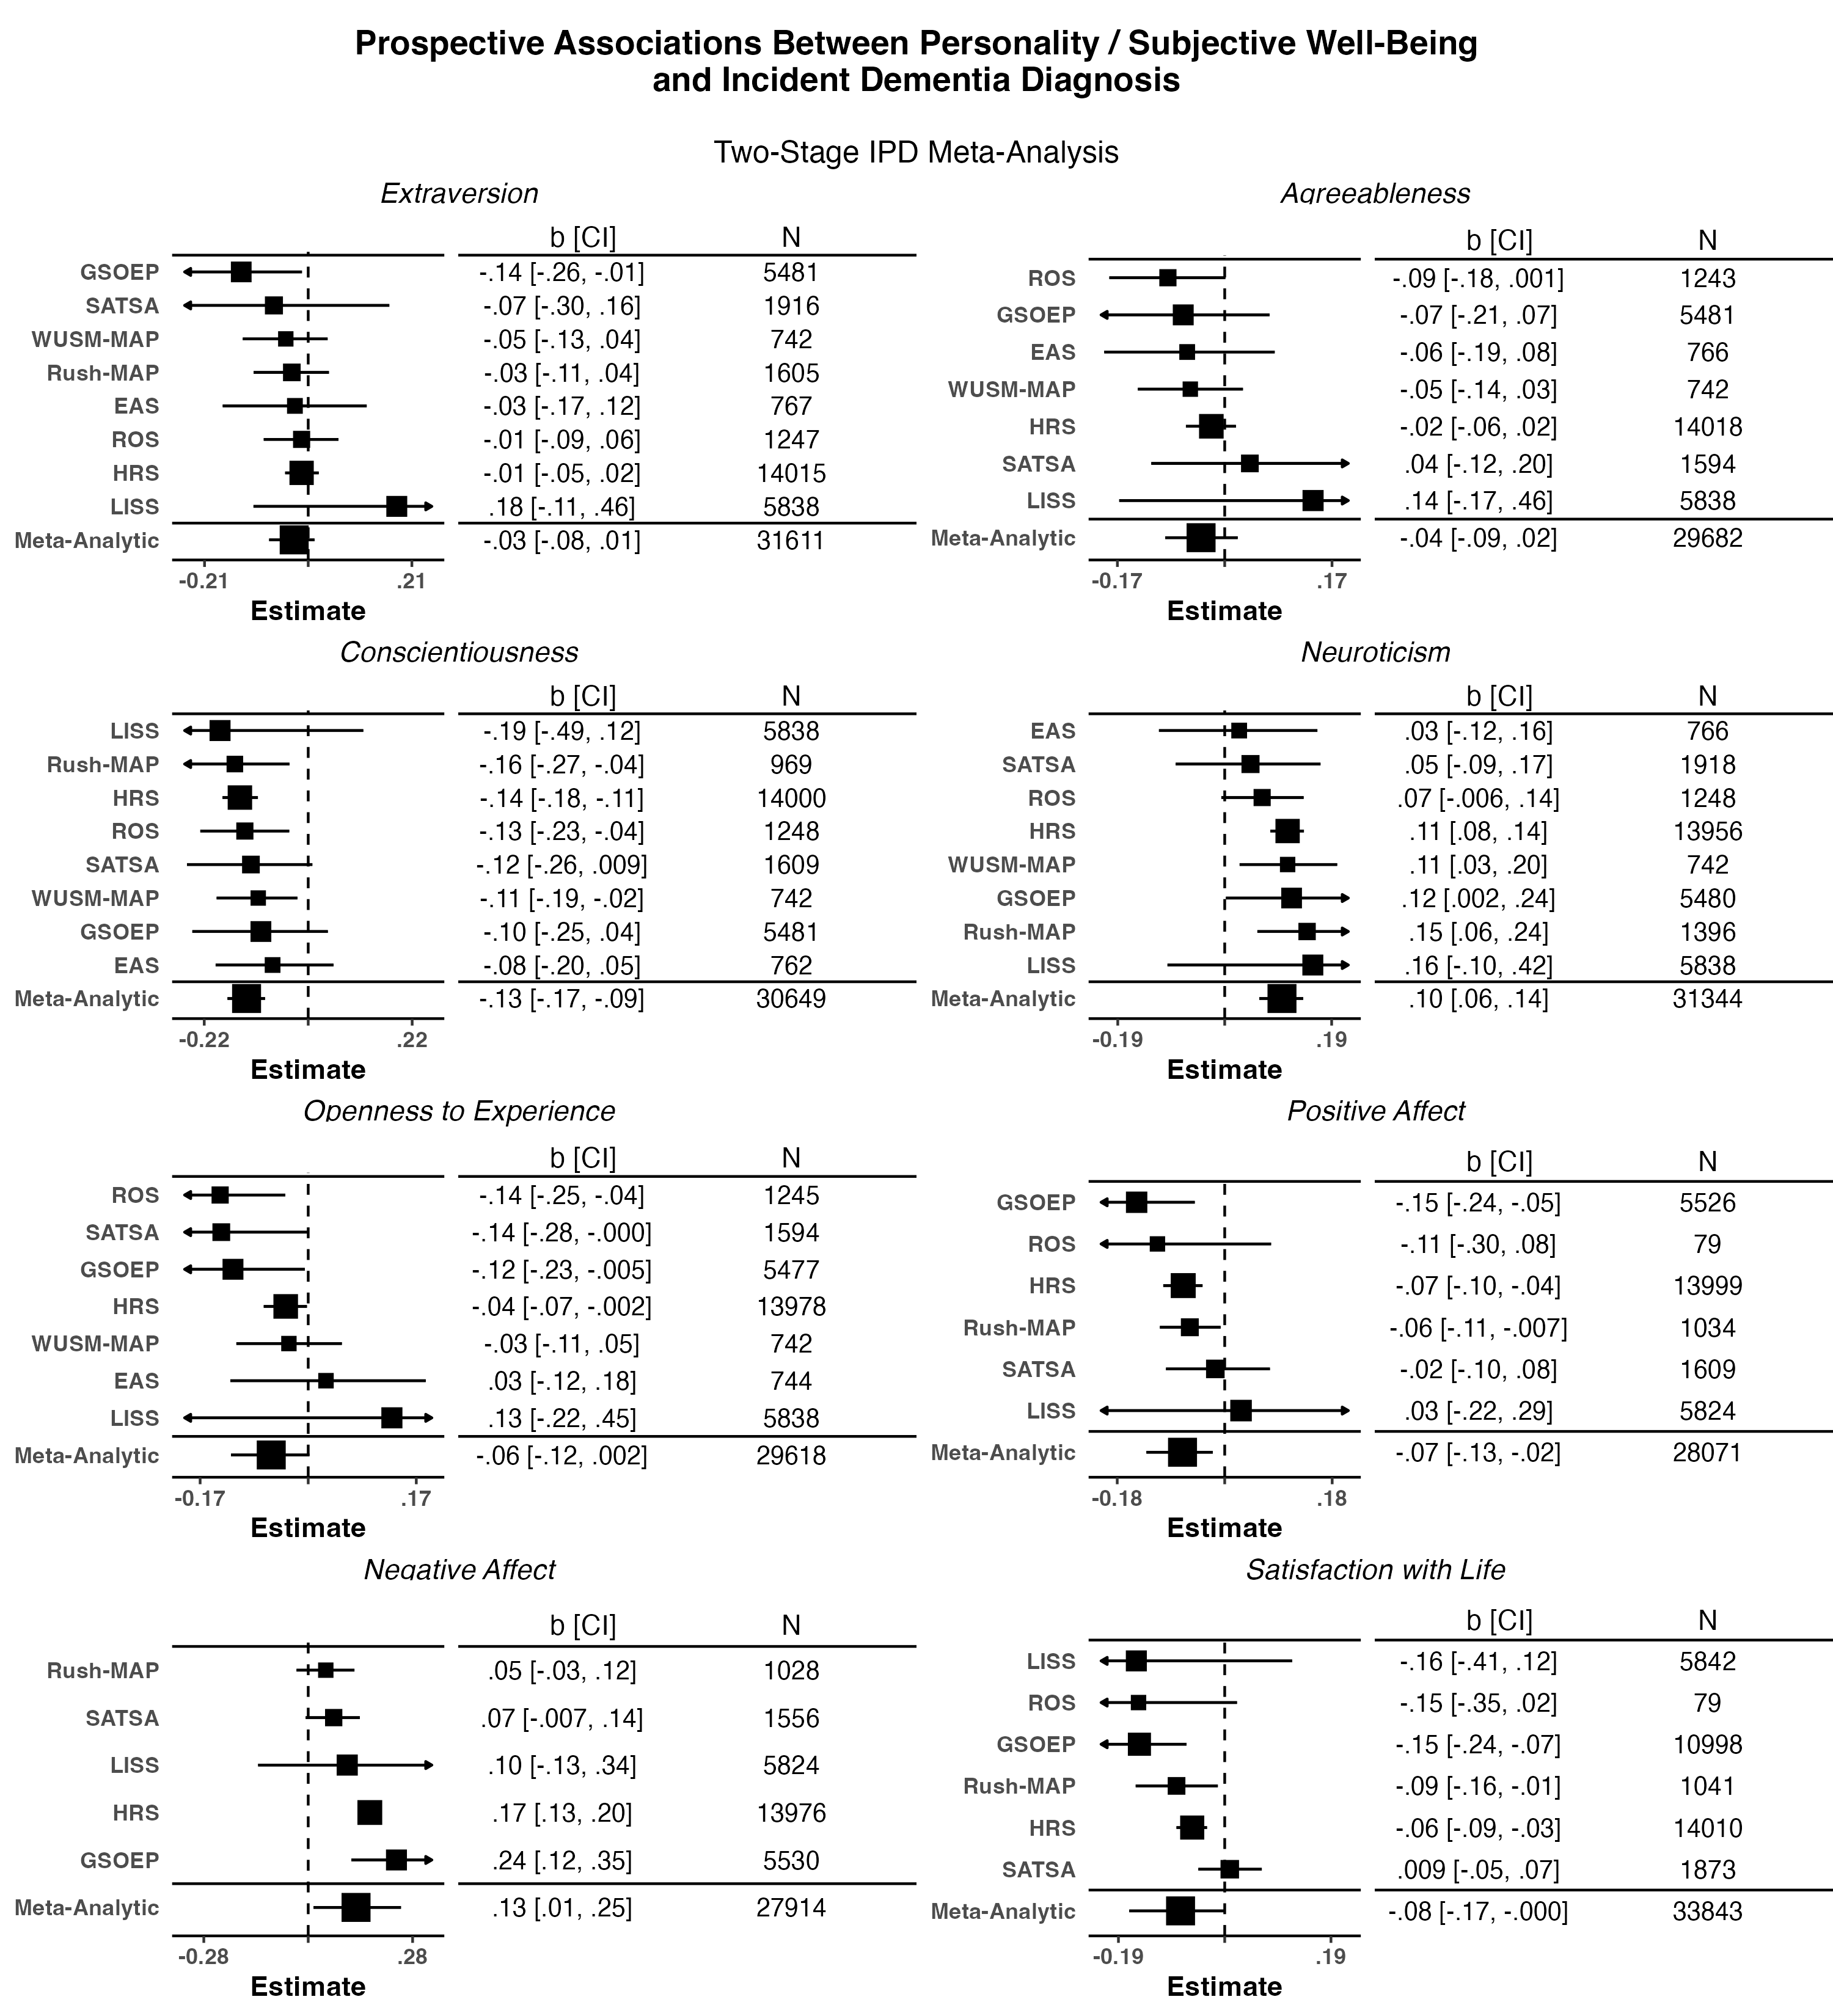 Prospective Associations Between Personality / Subjective Well-Being
and Incident Dementia Diagnosis
Two-Stage IPD Meta-Analysis
Extraversion
b [CI] N
GSOEP -.14 [-.26, -.01] 5481
SATSA -.07 [-.30, .16] 1916
WUSM-MAP -.05 [-.13, .04] 742
Rush-MAP -.03 [-.11, .04] 1605
EAS -.03 [-.17, .12] 767
ROS -.01 [-.09, .06] 1247
HRS -.01 [-.05, .02] 14015
LISS .18 [-.11, .46] 5838
Meta-Analytic -.03 [-.08, .01] 31611
-0.21 .21
Estimate
Agreeableness
b [CI] N
ROS -.09 [-.18, .001] 1243
GSOEP -.07 [-.21, .07] 5481
EAS -.06 [-.19, .08] 766
WUSM-MAP -.05 [-.14, .03] 742
HRS -.02 [-.06, .02] 14018
SATSA .04 [-.12, .20] 1594
LISS .14 [-.17, .46] 5838
Meta-Analytic -.04 [-.09, .02] 29682
-0.17 .17
Estimate
Conscientiousness
b [CI] N
LISS -.19 [-.49, .12] 5838
Rush-MAP -.16 [-.27, -.04] 969
HRS -.14 [-.18, -.11] 14000
ROS -.13 [-.23, -.04] 1248
SATSA -.12 [-.26, .009] 1609
WUSM-MAP -.11 [-.19, -.02] 742
GSOEP -.10 [-.25, .04] 5481
EAS -.08 [-.20, .05] 762
Meta-Analytic -.13 [-.17, -.09] 30649
-0.22 .22
Estimate
Neuroticism
b [CI] N
EAS .03 [-.12, .16] 766
SATSA .05 [-.09, .17] 1918
ROS .07 [-.006, .14] 1248
HRS .11 [.08, .14] 13956
WUSM-MAP .11 [.03, .20] 742
GSOEP .12 [.002, .24] 5480
Rush-MAP .15 [.06, .24] 1396
LISS .16 [-.10, .42] 5838
Meta-Analytic .10 [.06, .14] 31344
-0.19 .19
Estimate
Openness to Experience
b [CI] N
ROS -.14 [-.25, -.04] 1245
SATSA -.14 [-.28, -.000] 1594
GSOEP -.12 [-.23, -.005] 5477
HRS -.04 [-.07, -.002] 13978
WUSM-MAP -.03 [-.11, .05] 742
EAS .03 [-.12, .18] 744
LISS .13 [-.22, .45] 5838
Meta-Analytic -.06 [-.12, .002] 29618
-0.17 .17
Estimate
Positive Affect
b [CI] N
GSOEP -.15 [-.24, -.05] 5526
ROS -.11 [-.30, .08] 79
HRS -.07 [-.10, -.04] 13999
Rush-MAP -.06 [-.11, -.007] 1034
SATSA -.02 [-.10, .08] 1609
LISS .03 [-.22, .29] 5824
Meta-Analytic -.07 [-.13, -.02] 28071
-0.18 .18
Estimate
Negative Affect
b [CI] N
Rush-MAP .05 [-.03, .12] 1028
SATSA .07 [-.007, .14] 1556
LISS .10 [-.13, .34] 5824
HRS .17 [.13, .20] 13976
GSOEP .24 [.12, .35] 5530
Meta-Analytic .13 [.01, .25] 27914
-0.28 .28
Estimate
Satisfaction with Life
b [CI] N
LISS -.16 [-.41, .12] 5842
ROS -.15 [-.35, .02] 79
GSOEP -.15 [-.24, -.07] 10998
Rush-MAP -.09 [-.16, -.01] 1041
HRS -.06 [-.09, -.03] 14010
SATSA .009 [-.05, .07] 1873
Meta-Analytic -.08 [-.17, -.000] 33843
-0.19 .19
Estimate